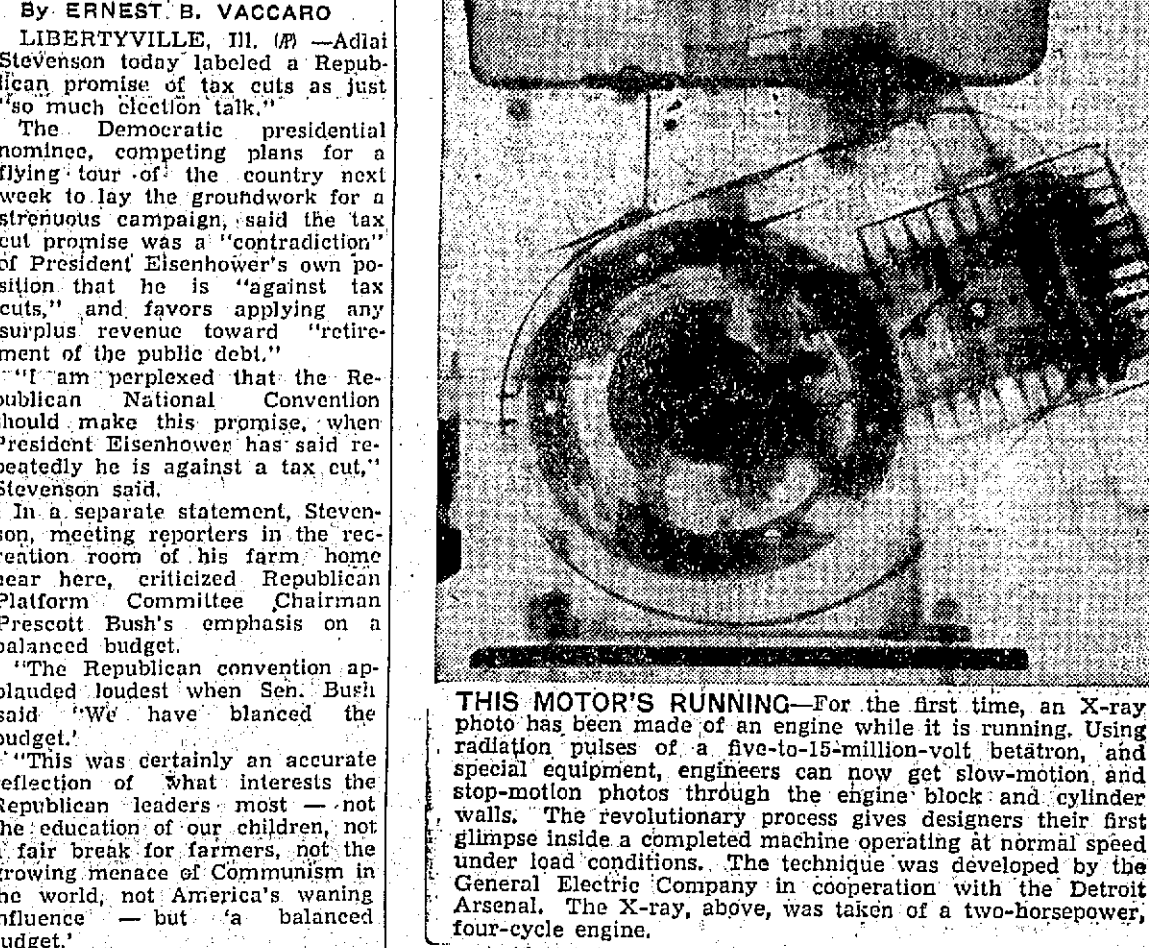 By ERNEST B. VACCARO
LIBERTYVILLE, Ill. (AP) —Adlai
Stevenson today labeled a Repub-
lican promise of tax cuts as just
"so much election talk."
The Democratic presidential
nominee, competing plans for a
flying tour of the country next
week to lay the groundwork for a
strenuous campaign, said the tax
cut promise was a "contradiction"
of President Eisenhower's own po-
sition that he is "against tax
cuts," and favors applying any
surplus revenue toward "retire-
ment of the public debt."
"I am perplexed that the Re-
publican National Convention
should make this promise, when
President Eisenhower has said re-
peatedly he is against a tax cut,"
Stevenson said.
In a separate statement, Steven-
son, meeting reporters in the rec-
reation room of his farm home
near here, criticized Republican
Platform Committee Chairman
Prescott Bush's emphasis on a
balanced budget.
"The Republican convention ap-
plauded loudest when Sen. Bush
said 'We have blanced the
budget.'
"This was certainly an accurate
reflection of what interests the
Republican leaders most — not
the education of our children, not
a fair break for farmers, not the
growing menace of Communism in
the world, not America's waning
influence — but 'a balanced
budget.'
THIS MOTOR'S RUNNING—For the first time, an X-ray
photo has been made of an engine while it is running. Using
radiation pulses of a five-to-15-million-volt betatron, and
special equipment, engineers can now get slow-motion and
stop-motion photos through the engine block and cylinder
walls. The revolutionary process gives designers their first
glimpse inside a completed machine operating at normal speed
under load conditions. The technique was developed by the
General Electric Company in cooperation with the Detroit
Arsenal. The X-ray, above, was taken of a two-horsepower,
four-cycle engine.